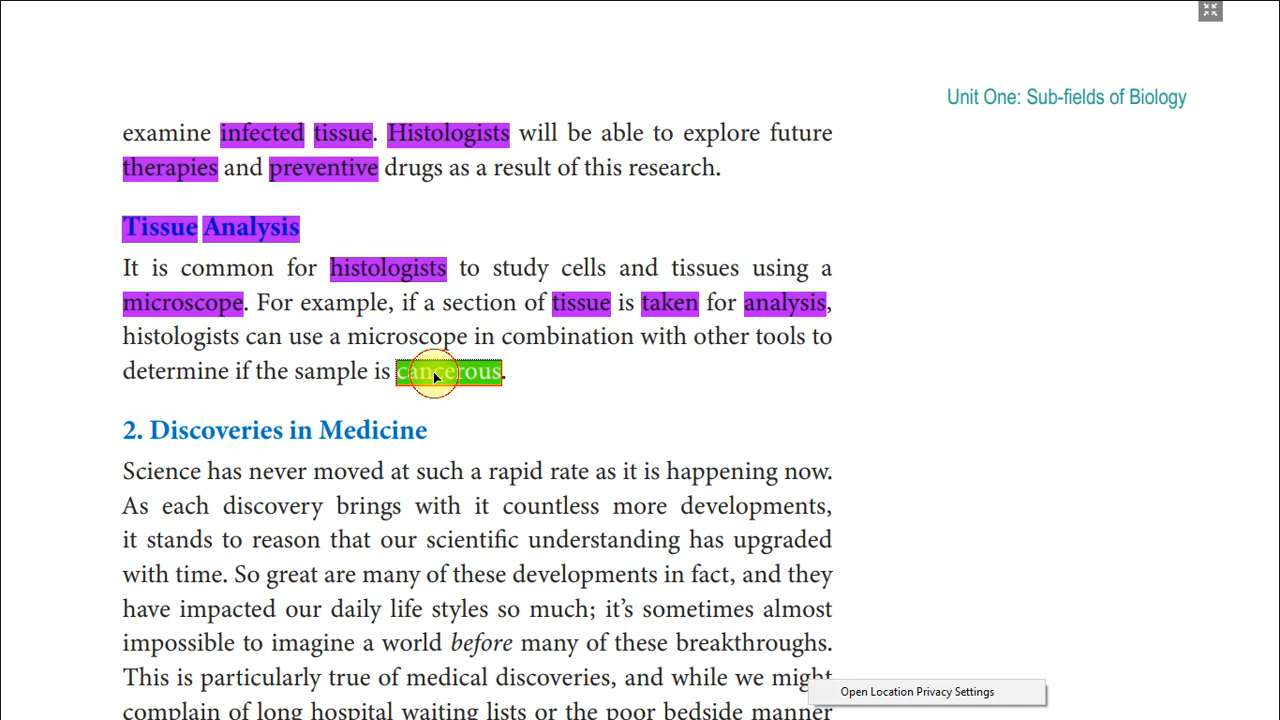 Unit One: Sub-fields of Biology
examine infected tissue. Histologists will be able to explore future
therapies and preventive drugs as a result of this research.
Tissue Analysis
It is common for histologists to study cells and tissues using a
microscope. For example, if a section of tissue is taken for analysis,
histologists can use a microscope in combination with other tools to
determine if the sample is cancerous.
2. Discoveries in Medicine
Science has never moved at such a rapid rate as it is happening now.
As each discovery brings with it countless more developments,
it stands to reason that our scientific understanding has upgraded
with time. So great are many of these developments in fact, and they
have impacted our daily life styles so much; it’s sometimes almost
impossible to imagine a world before many of these breakthroughs.
This is particularly true of medical discoveries, and while we might
complain of long hospital waiting lists or the poor bedside manner
Open Location Privacy Settings